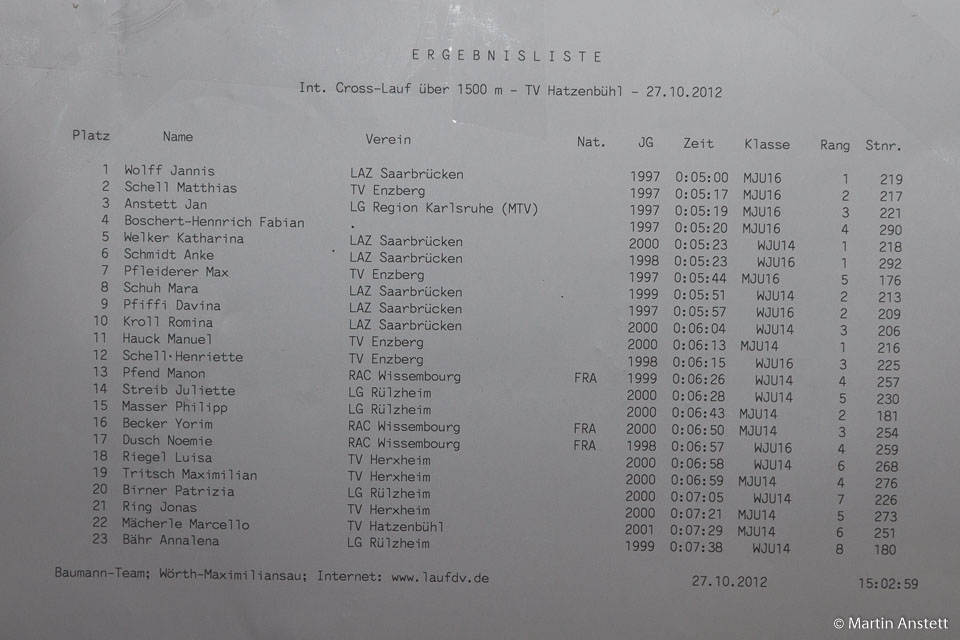 ERGEBNISLISTE
Int. Cross-Lauf über 1500 m - TV Hatzenbühl - 27.10.2012
Platz Name Verein Nat. JG Zeit Klasse Rang Stnr.
1 Wolff Jannis LAZ Saarbrücken 1997 0:05:00 MJU16 1 219
2 Schell Matthias TV Enzberg 1997 0:05:17 MJU16 2 217
3 Anstett Jan LG Region Karlsruhe (MTV) 1997 0:05:19 MJU16 3 221
4 Boschert-Hennrich Fabian . 1997 0:05:20 MJU16 4 290
5 Welker Katharina LAZ Saarbrücken 2000 0:05:23 WJU14 1 218
6 Schmidt Anke LAZ Saarbrücken 1998 0:05:23 WJU16 1 292
7 Pfleiderer Max TV Enzberg 1997 0:05:44 MJU16 5 176
8 Schuh Mara LAZ Saarbrücken 1999 0:05:51 WJU14 2 213
9 Pfiffi Davina LAZ Saarbrücken 1997 0:05:57 WJU16 2 209
10 Kroll Romina LAZ Saarbrücken 2000 0:06:04 WJU14 3 206
11 Hauck Manuel TV Enzberg 2000 0:06:13 MJU14 1 216
12 Schell Henriette TV Enzberg 1998 0:06:15 WJU16 3 225
13 Pfend Manon RAC Wissembourg FRA 1999 0:06:26 WJU14 4 257
14 Streib Juliette LG Rülzheim 2000 0:06:28 WJU14 5 230
15 Masser Philipp LG Rülzheim 2000 0:06:43 MJU14 2 181
16 Becker Yorim RAC Wissembourg FRA 2000 0:06:50 MJU14 3 254
17 Dusch Noemie RAC Wissembourg FRA 1998 0:06:57 WJU16 4 259
18 Riegel Luisa TV Herxheim 2000 0:06:58 WJU14 6 268
19 Tritsch Maximilian TV Herxheim 2000 0:06:59 MJU14 4 276
20 Birner Patrizia LG Rülzheim 2000 0:07:05 WJU14 7 226
21 Ring Jonas TV Herxheim 2000 0:07:21 MJU14 5 273
22 Mächerle Marcello TV Hatzenbühl 2001 0:07:29 MJU14 6 251
23 Bähr Annalena LG Rülzheim 1999 0:07:38 WJU14 8 180
Baumann-Team; Wörth-Maximiliansau; Internet: www.laufdv.de 27.10.2012 15:02:59
© Martin Anstett